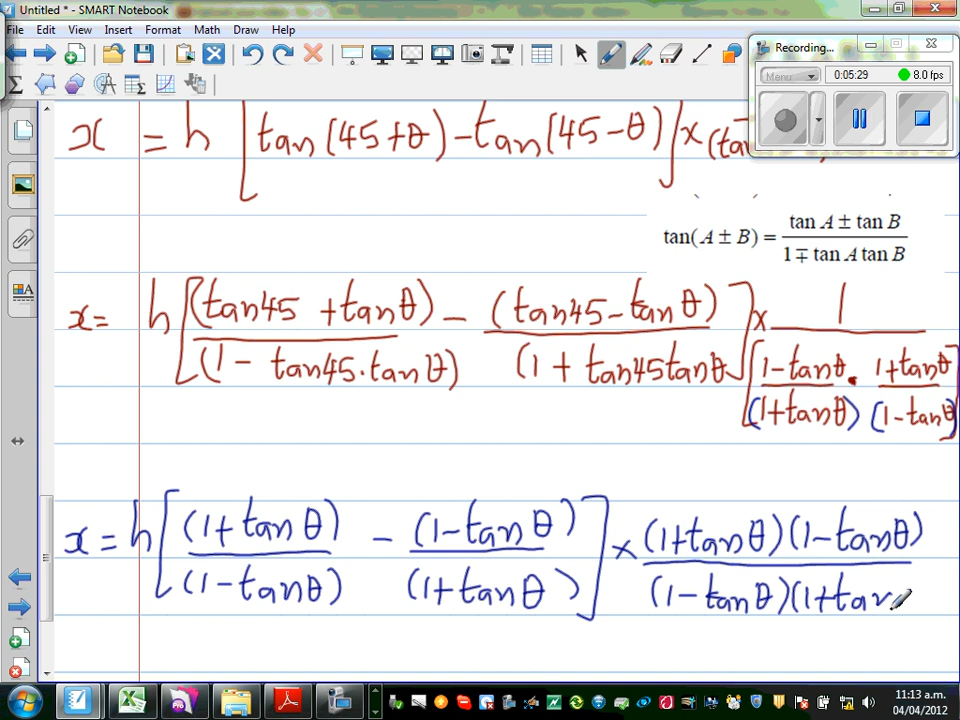 Untitled * - SMART Notebook
File Edit View Insert Format Tools Math Draw Help
Recording...
Menu 0:05:29 8.0 fps
x = h [tan(45+θ) - tan(45-θ)] × (tan
tan(A ± B) = (tan A ± tan B) / (1 ∓ tan A tan B)
x = h [(tan45 + tanθ) / (1 - tan45.tanθ) - (tan45 - tanθ) / (1 + tan45tanθ] × 1 / [(1-tanθ)/(1+tanθ) . (1+tanθ)/(1-tanθ)]
x = h [(1+tanθ) / (1-tanθ) - (1-tanθ) / (1+tanθ)] × (1+tanθ)(1-tanθ) / (1-tanθ)(1+tan
11:13 a.m.
04/04/2012